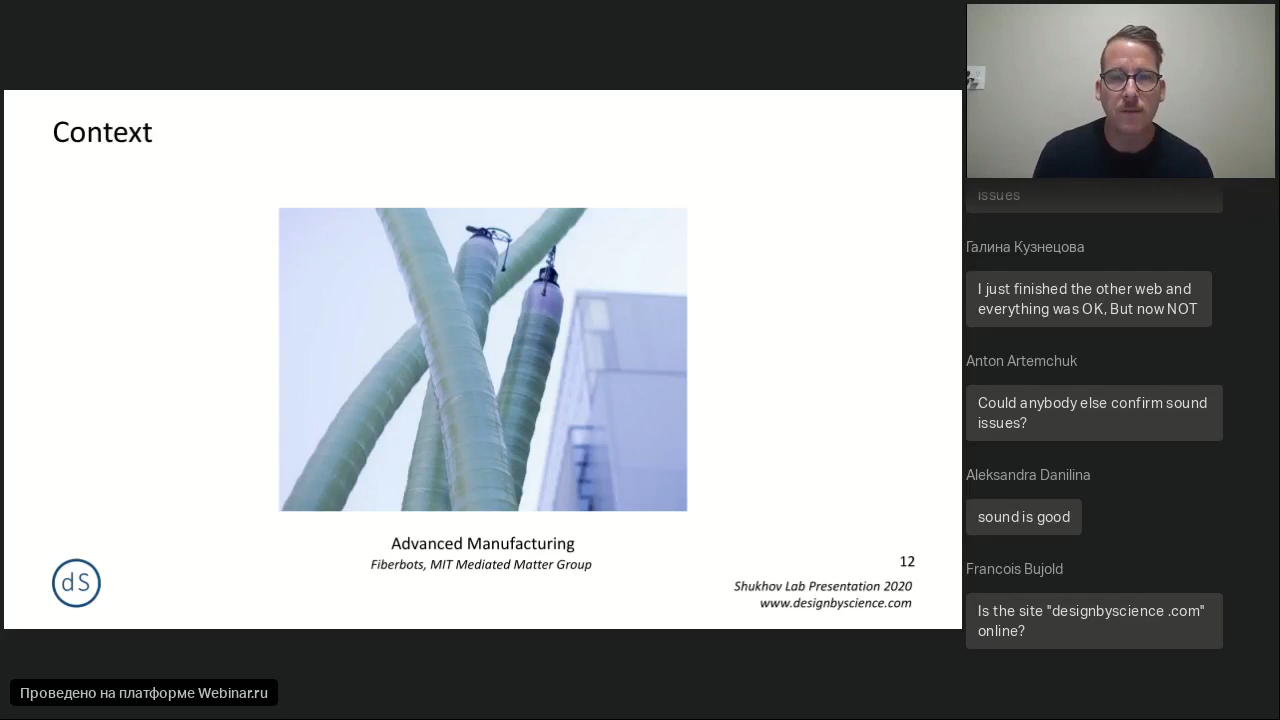 Context
Advanced Manufacturing
Fiberbots, MIT Mediated Matter Group
12
Shukhov Lab Presentation 2020
www.designbyscience.com
dS
issues
Галина Кузнецова
I just finished the other web and
everything was OK, But now NOT
Anton Artemchuk
Could anybody else confirm sound
issues?
Aleksandra Danilina
sound is good
Francois Bujold
Is the site "designbyscience .com"
online?
Проведено на платформе Webinar.ru